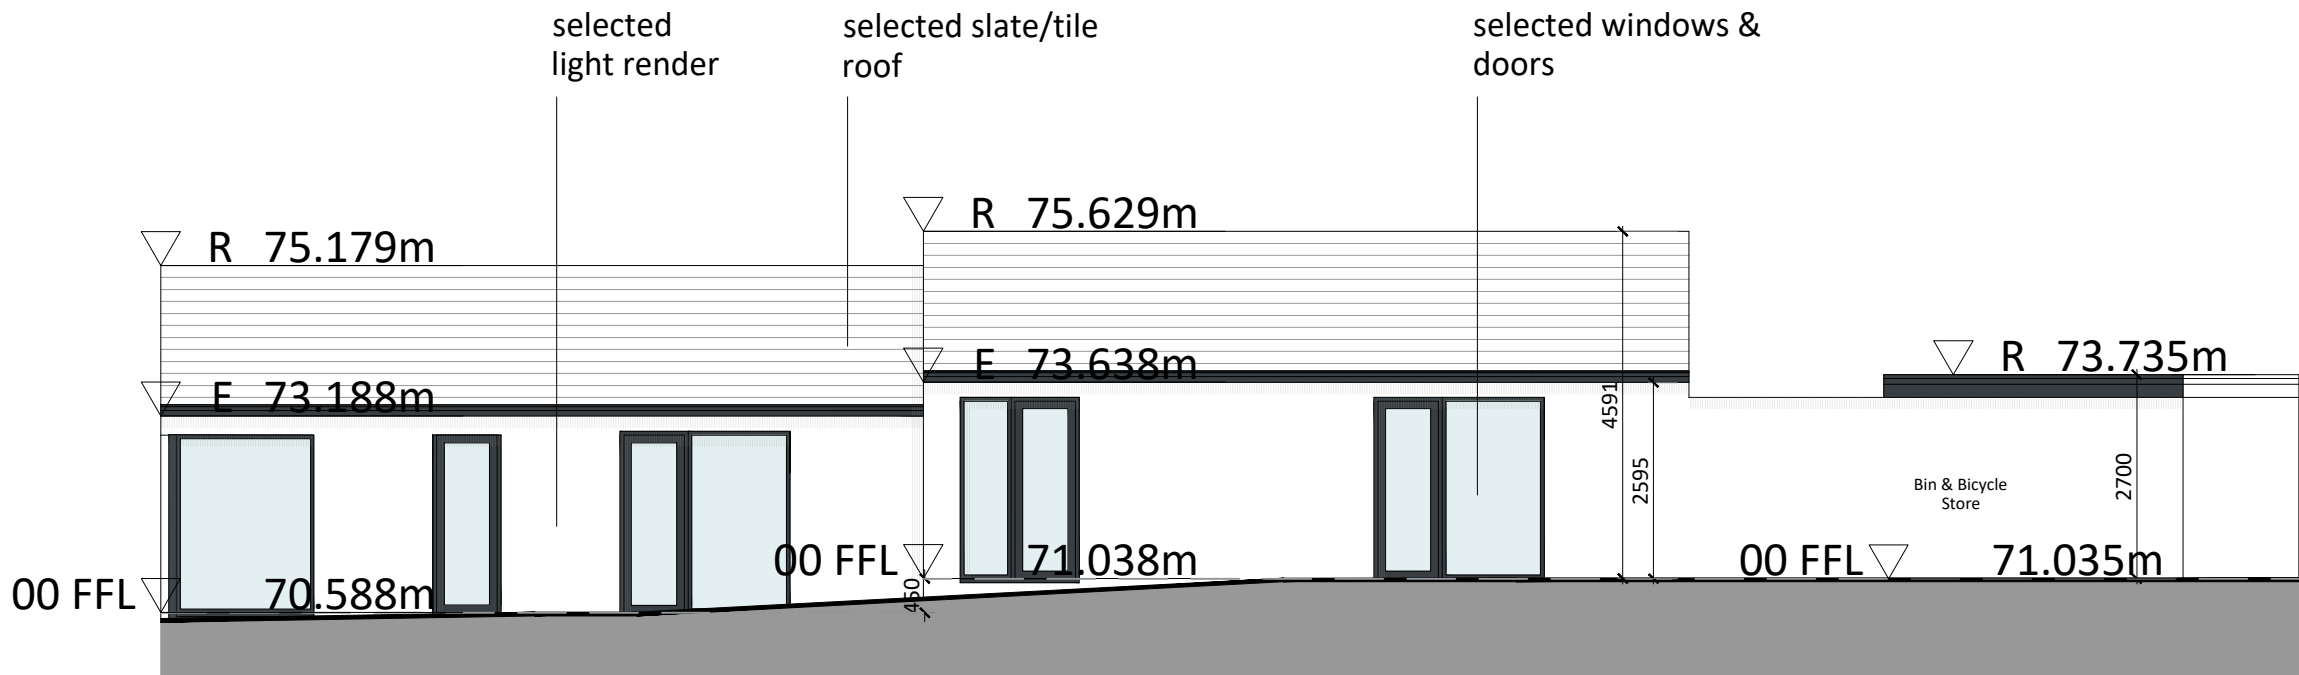 selected
light render
selected slate/tile
roof
selected windows &
doors
R 75.629m
R 75.179m
R 73.735m
E 73.638m
E 73.188m
4591
2595
2700
Bin & Bicycle
Store
00 FFL 71.038m
00 FFL 71.035m
00 FFL 70.588m
450